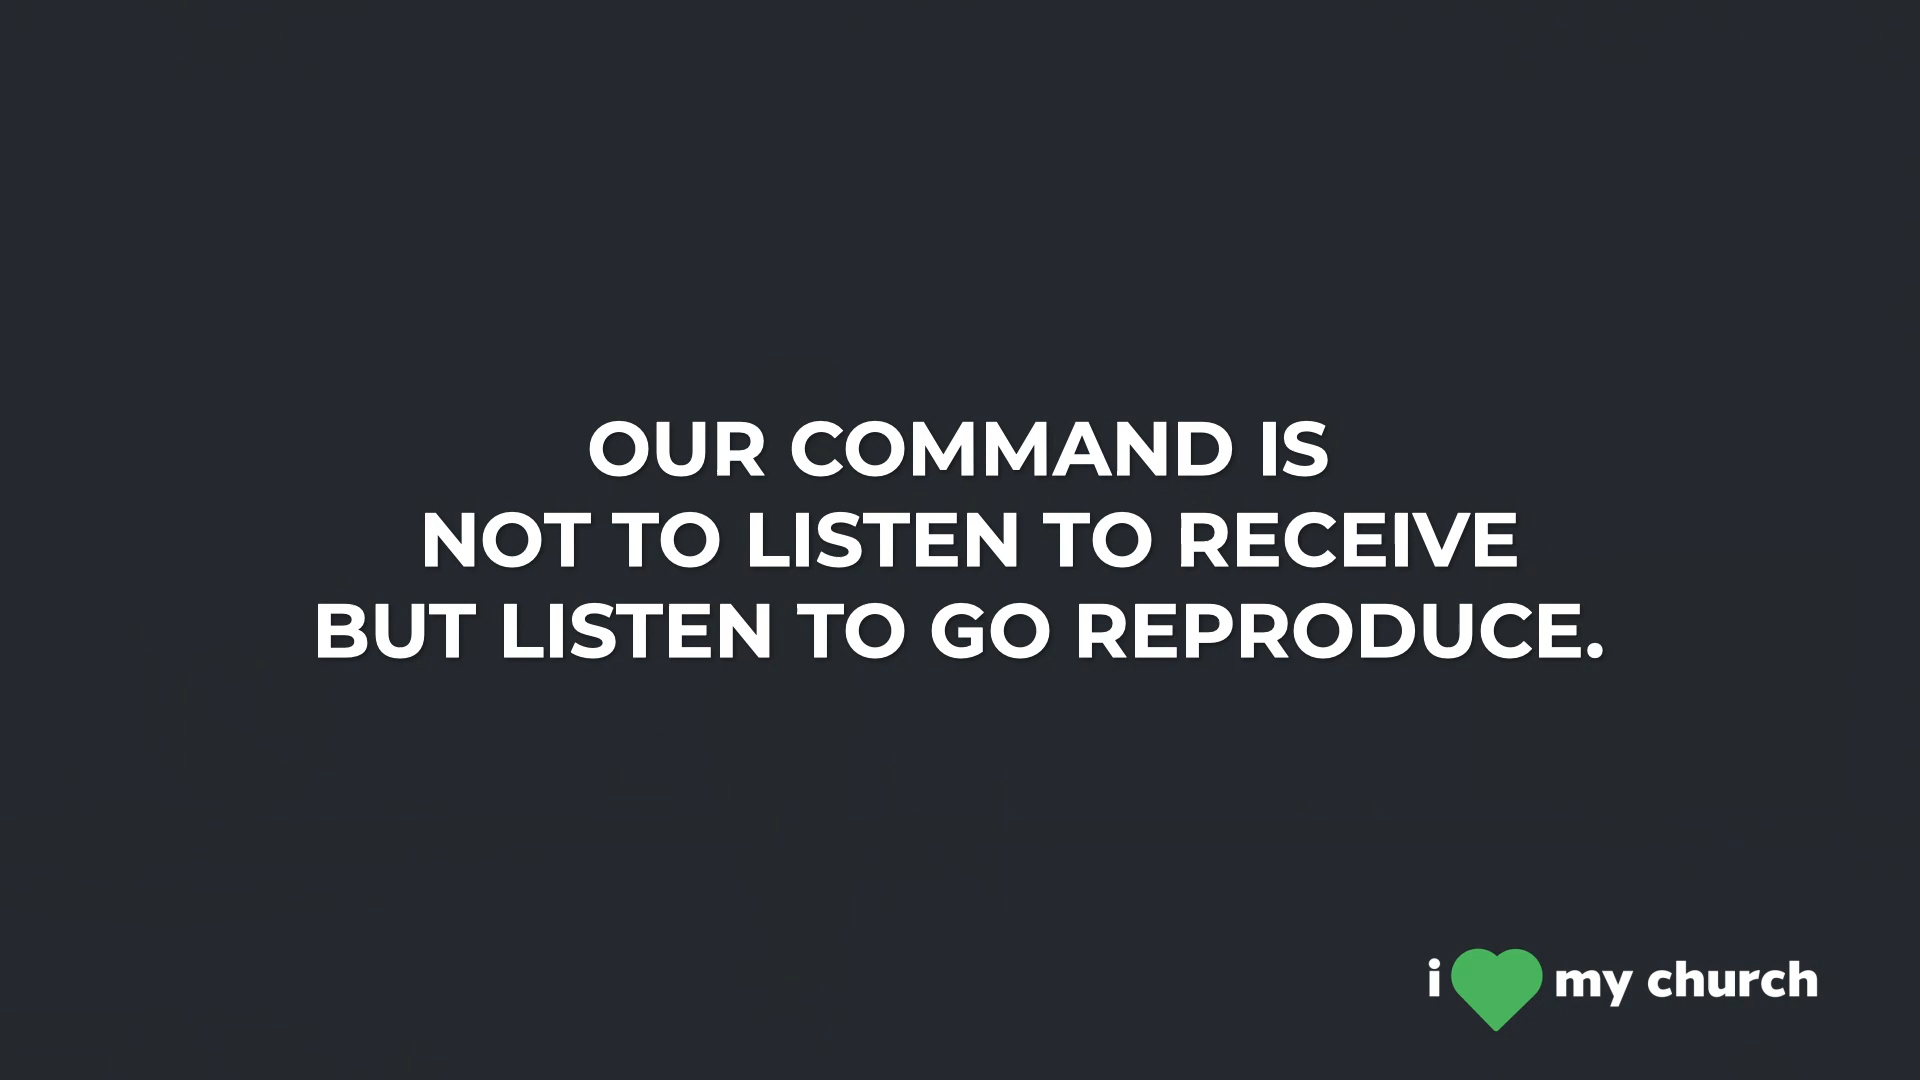 OUR COMMAND IS
NOT TO LISTEN TO RECEIVE
BUT LISTEN TO GO REPRODUCE.
i my church